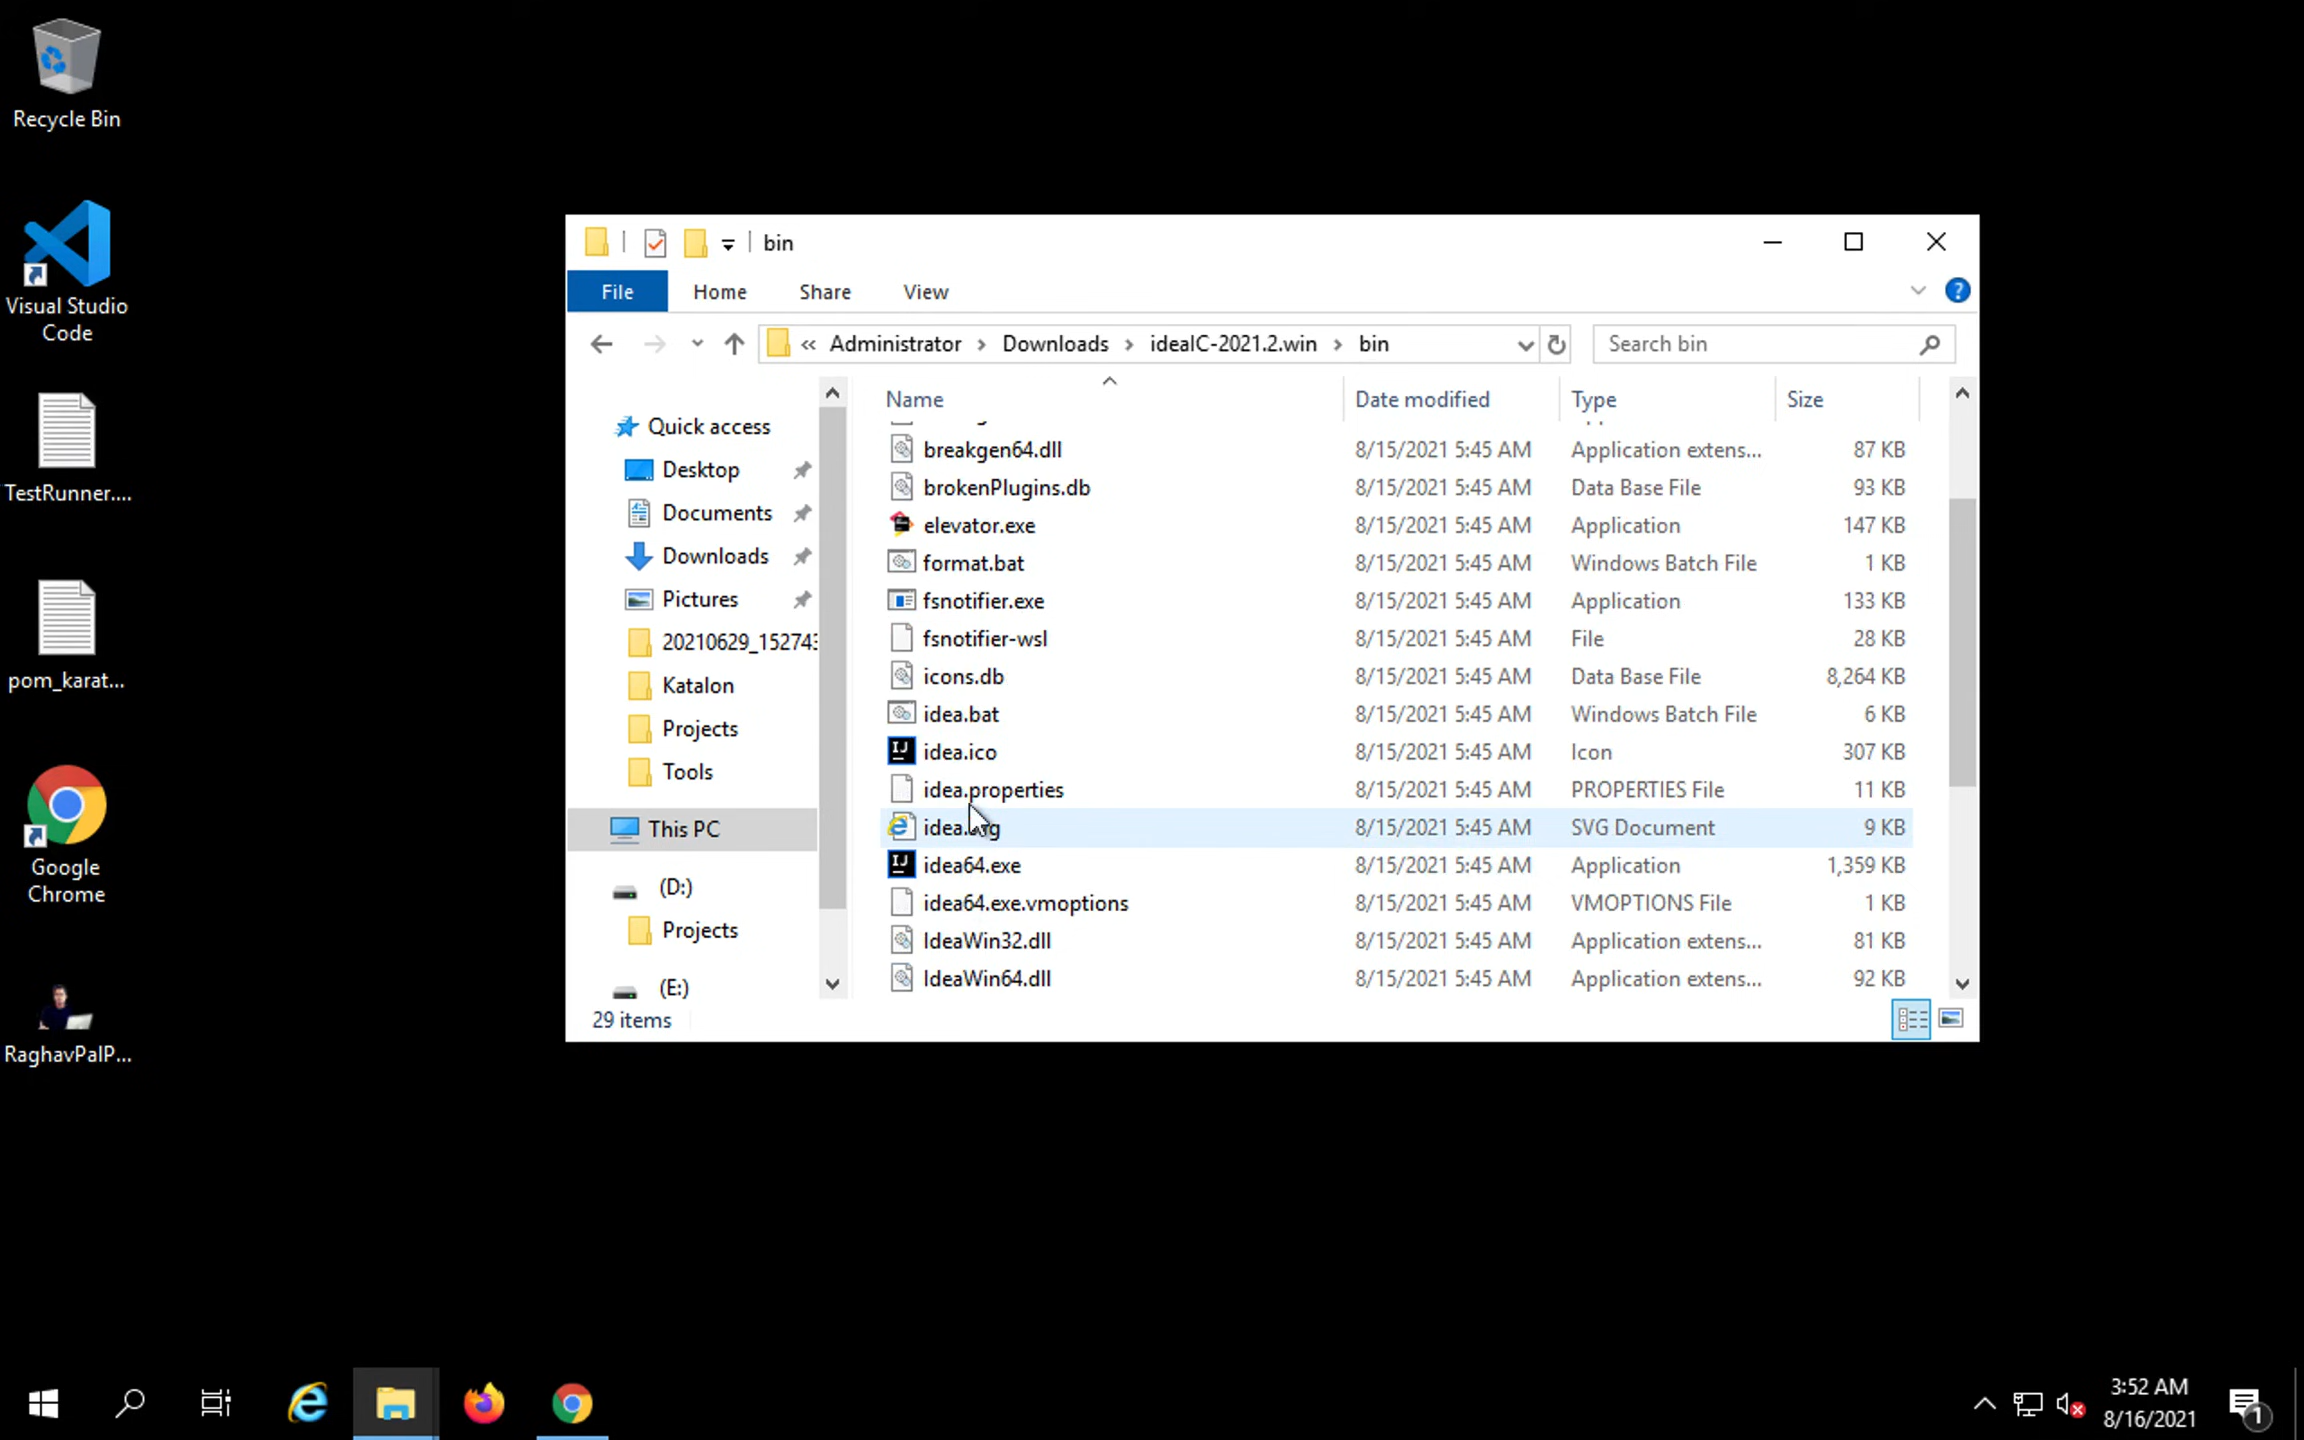 Recycle Bin
Visual Studio
Code
TestRunner....
pom_karat...
Google
Chrome
RaghavPalP...
bin
File Home Share View
« Administrator › Downloads › ideaIC-2021.2.win › bin
Search bin
Quick access
Desktop
Documents
Downloads
Pictures
20210629_152743
Katalon
Projects
Tools
This PC
(D:)
Projects
(E:)
Name Date modified Type Size
breakgen64.dll 8/15/2021 5:45 AM Application extens... 87 KB
brokenPlugins.db 8/15/2021 5:45 AM Data Base File 93 KB
elevator.exe 8/15/2021 5:45 AM Application 147 KB
format.bat 8/15/2021 5:45 AM Windows Batch File 1 KB
fsnotifier.exe 8/15/2021 5:45 AM Application 133 KB
fsnotifier-wsl 8/15/2021 5:45 AM File 28 KB
icons.db 8/15/2021 5:45 AM Data Base File 8,264 KB
idea.bat 8/15/2021 5:45 AM Windows Batch File 6 KB
idea.ico 8/15/2021 5:45 AM Icon 307 KB
idea.properties 8/15/2021 5:45 AM PROPERTIES File 11 KB
idea.svg 8/15/2021 5:45 AM SVG Document 9 KB
idea64.exe 8/15/2021 5:45 AM Application 1,359 KB
idea64.exe.vmoptions 8/15/2021 5:45 AM VMOPTIONS File 1 KB
IdeaWin32.dll 8/15/2021 5:45 AM Application extens... 81 KB
IdeaWin64.dll 8/15/2021 5:45 AM Application extens... 92 KB
29 items
3:52 AM
8/16/2021
1